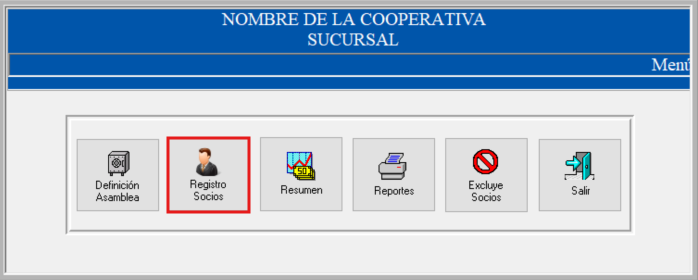 NOMBRE DE LA COOPERATIVA
SUCURSAL
Menú
Definición
Asamblea
Registro
Socios
Resumen
Reportes
Excluye
Socios
Salir